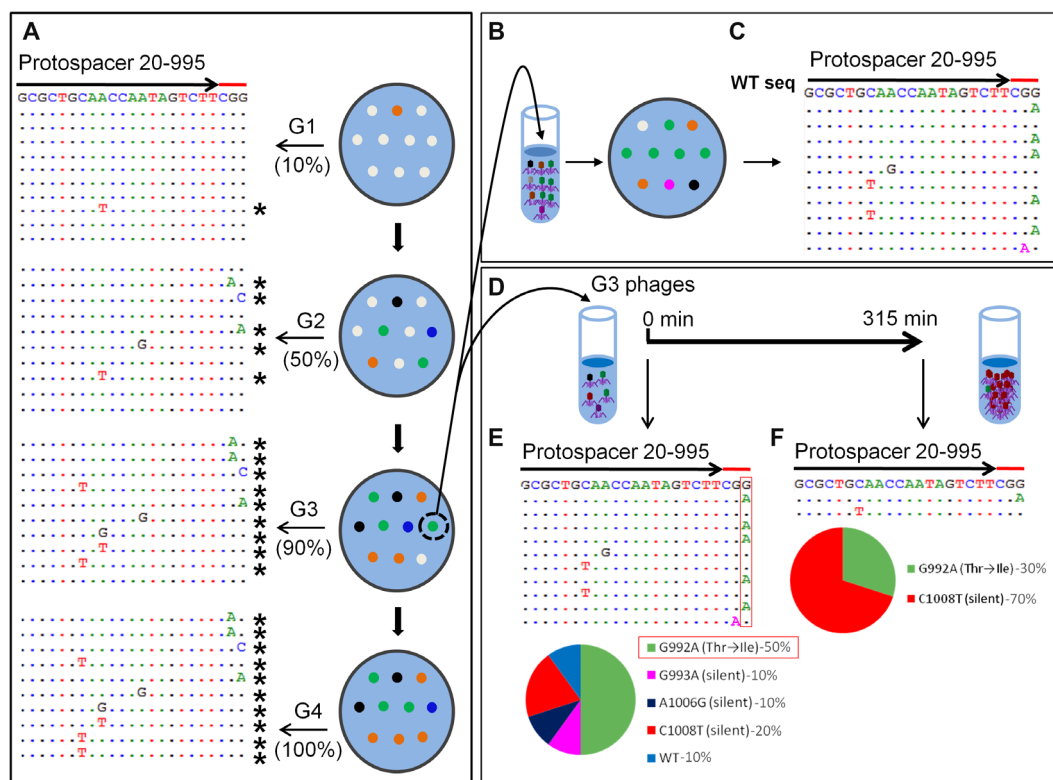 A
Protospacer 20-995
GCGCTGCAACCAATAGTCTTCGG
G1
(10%)
T *
A *
C *
G2
A *
G *
(50%)
T *
A *
A *
C *
T *
G3
A *
G *
(90%)
G *
T *
T *
A *
A *
C *
T *
A *
G *
G4
G *
T *
(100%)
T *
T *
B
C
Protospacer 20-995
WT seq
GCGCTGCAACCAATAGTCTTCGG
A
A
A
G
T
A
T
A
A
D
G3 phages
0 min
315 min
E
Protospacer 20-995
GCGCTGCAACCAATAGTCTTCGG
A
A
A
G
T
A
T
A
A
G992A (Thr→Ile)-50%
G993A (silent)-10%
A1006G (silent)-10%
C1008T (silent)-20%
WT-10%
F
Protospacer 20-995
GCGCTGCAACCAATAGTCTTCGG
A
T
G992A (Thr→Ile)-30%
C1008T (silent)-70%